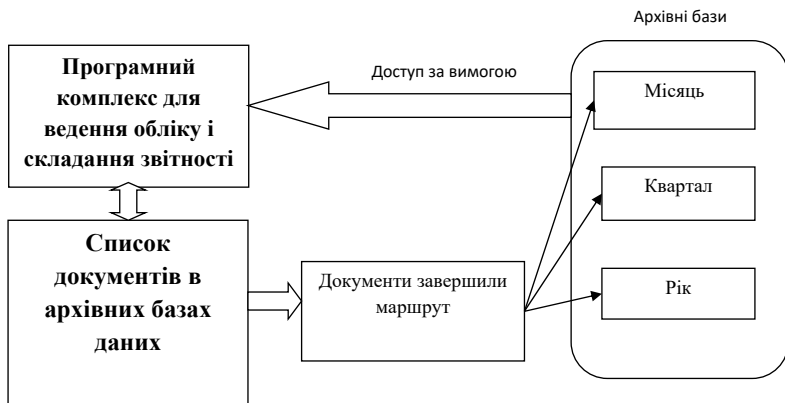 Архівні бази
Програмний
комплекс для
ведення обліку і
складання звітності
Доступ за вимогою
Місяць
Квартал
Рік
Список
документів в
архівних базах
даних
Документи завершили
маршрут